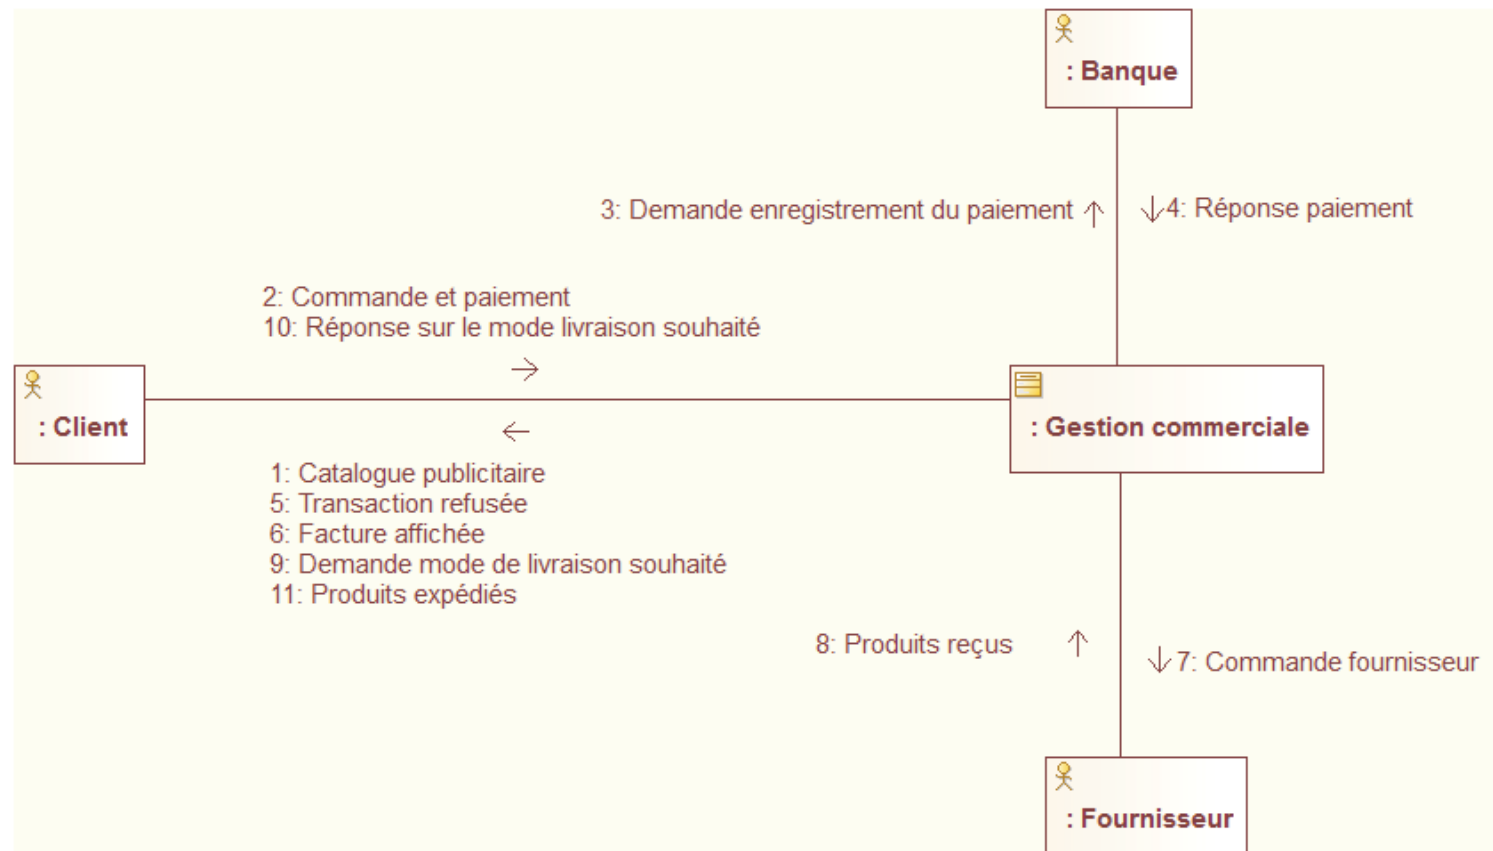 : Banque
3: Demande enregistrement du paiement
4: Réponse paiement
2: Commande et paiement
10: Réponse sur le mode livraison souhaité
: Client
: Gestion commerciale
1: Catalogue publicitaire
5: Transaction refusée
6: Facture affichée
9: Demande mode de livraison souhaité
11: Produits expédiés
8: Produits reçus
7: Commande fournisseur
: Fournisseur